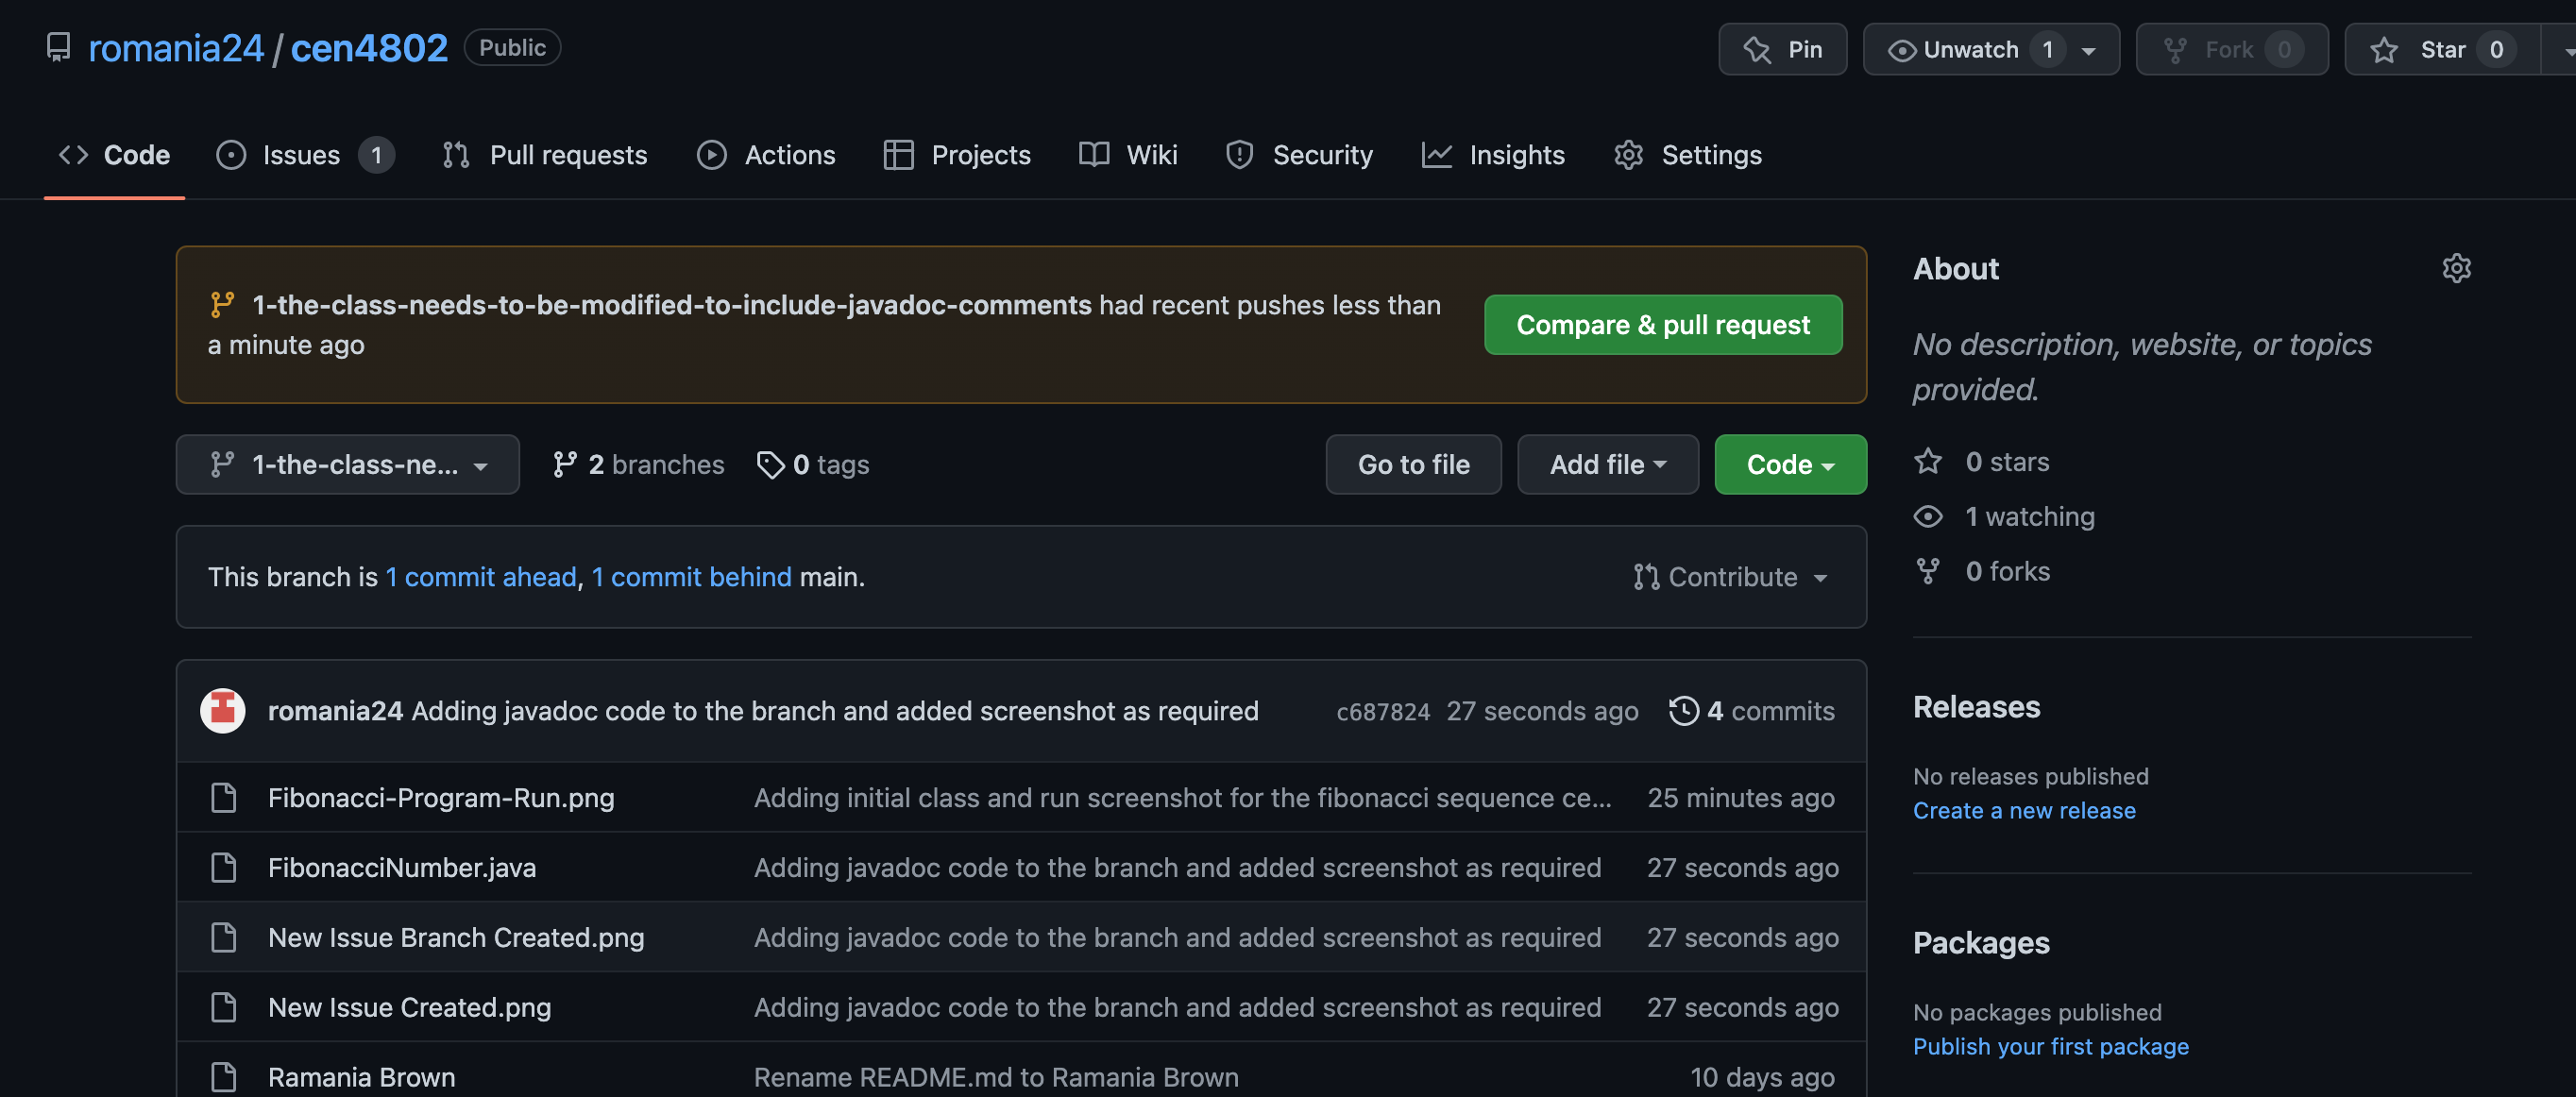 romania24 / cen4802 Public
Pin Unwatch 1 Fork 0 Star 0
Code Issues 1 Pull requests Actions Projects Wiki Security Insights Settings
1-the-class-needs-to-be-modified-to-include-javadoc-comments had recent pushes less than
a minute ago
Compare & pull request
1-the-class-ne... 2 branches 0 tags Go to file Add file Code
This branch is 1 commit ahead, 1 commit behind main. Contribute
romania24 Adding javadoc code to the branch and added screenshot as required c687824 27 seconds ago 4 commits
Fibonacci-Program-Run.png Adding initial class and run screenshot for the fibonacci sequence ce... 25 minutes ago
FibonacciNumber.java Adding javadoc code to the branch and added screenshot as required 27 seconds ago
New Issue Branch Created.png Adding javadoc code to the branch and added screenshot as required 27 seconds ago
New Issue Created.png Adding javadoc code to the branch and added screenshot as required 27 seconds ago
Ramania Brown Rename README.md to Ramania Brown 10 days ago
About
No description, website, or topics
provided.
0 stars
1 watching
0 forks
Releases
No releases published
Create a new release
Packages
No packages published
Publish your first package